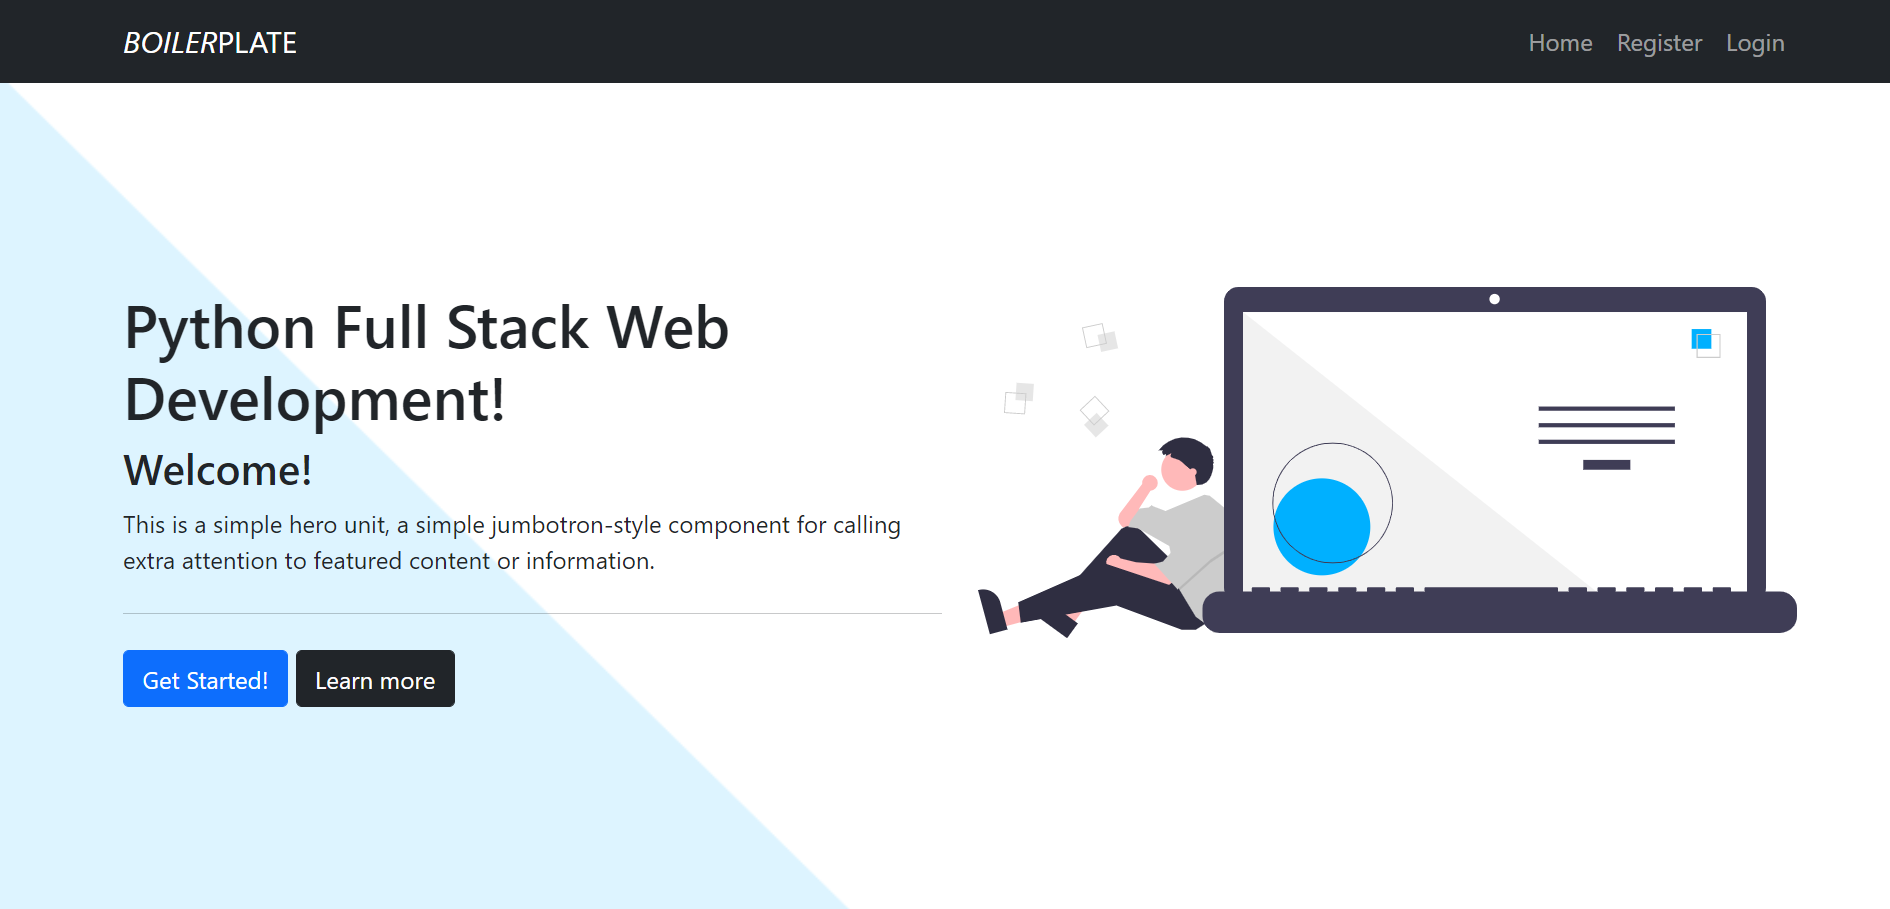 BOILERPLATE
Home Register Login
Python Full Stack Web
Development!
Welcome!
This is a simple hero unit, a simple jumbotron-style component for calling
extra attention to featured content or information.
Get Started! Learn more